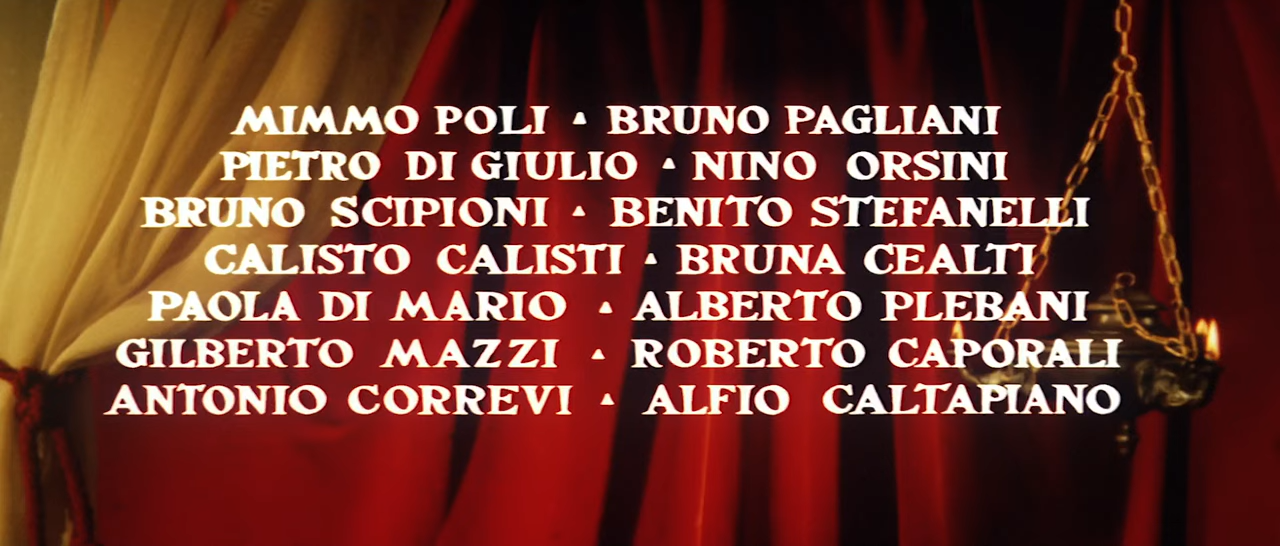 MIMMO POLI ▴ BRUNO PAGLIANI
PIETRO DI GIULIO ▴ NINO ORSINI
BRUNO SCIPIONI ▴ BENITO STEFANELLI
CALISTO CALISTI ▴ BRUNA CEALTI
PAOLA DI MARIO ▴ ALBERTO PLEBANI
GILBERTO MAZZI ▴ ROBERTO CAPORALI
ANTONIO CORREVI ▴ ALFIO CALTAPIANO